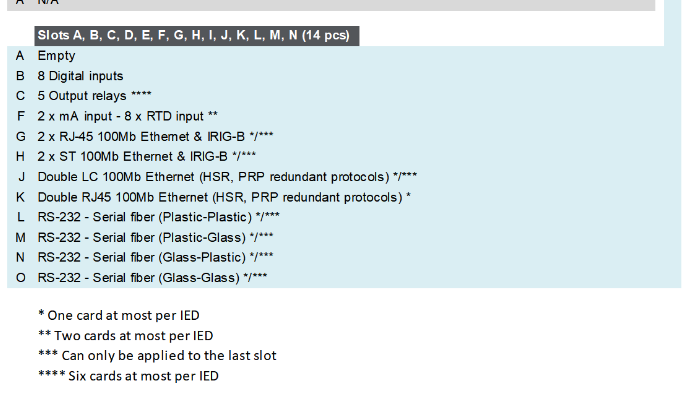 A N/A
Slots A, B, C, D, E, F, G, H, I, J, K, L, M, N (14 pcs)
A Empty
B 8 Digital inputs
C 5 Output relays ****
F 2 x mA input - 8 x RTD input **
G 2 x RJ-45 100Mb Ethernet & IRIG-B */***
H 2 x ST 100Mb Ethernet & IRIG-B */***
J Double LC 100Mb Ethernet (HSR, PRP redundant protocols) */***
K Double RJ45 100Mb Ethernet (HSR, PRP redundant protocols) *
L RS-232 - Serial fiber (Plastic-Plastic) */***
M RS-232 - Serial fiber (Plastic-Glass) */***
N RS-232 - Serial fiber (Glass-Plastic) */***
O RS-232 - Serial fiber (Glass-Glass) */***
* One card at most per IED
** Two cards at most per IED
*** Can only be applied to the last slot
**** Six cards at most per IED